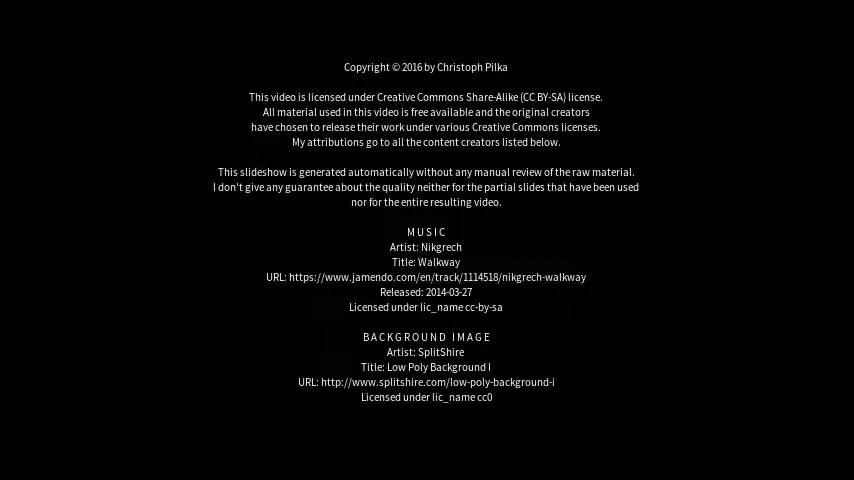 Copyright © 2016 by Christoph Pilka
This video is licensed under Creative Commons Share-Alike (CC BY-SA) license.
All material used in this video is free available and the original creators
have chosen to release their work under various Creative Commons licenses.
My attributions go to all the content creators listed below.
This slideshow is generated automatically without any manual review of the raw material.
I don't give any guarantee about the quality neither for the partial slides that have been used
nor for the entire resulting video.
M U S I C
Artist: Nikgrech
Title: Walkway
URL: https://www.jamendo.com/en/track/1114518/nikgrech-walkway
Released: 2014-03-27
Licensed under lic_name cc-by-sa
B A C K G R O U N D   I M A G E
Artist: SplitShire
Title: Low Poly Background I
URL: http://www.splitshire.com/low-poly-background-i
Licensed under lic_name cc0